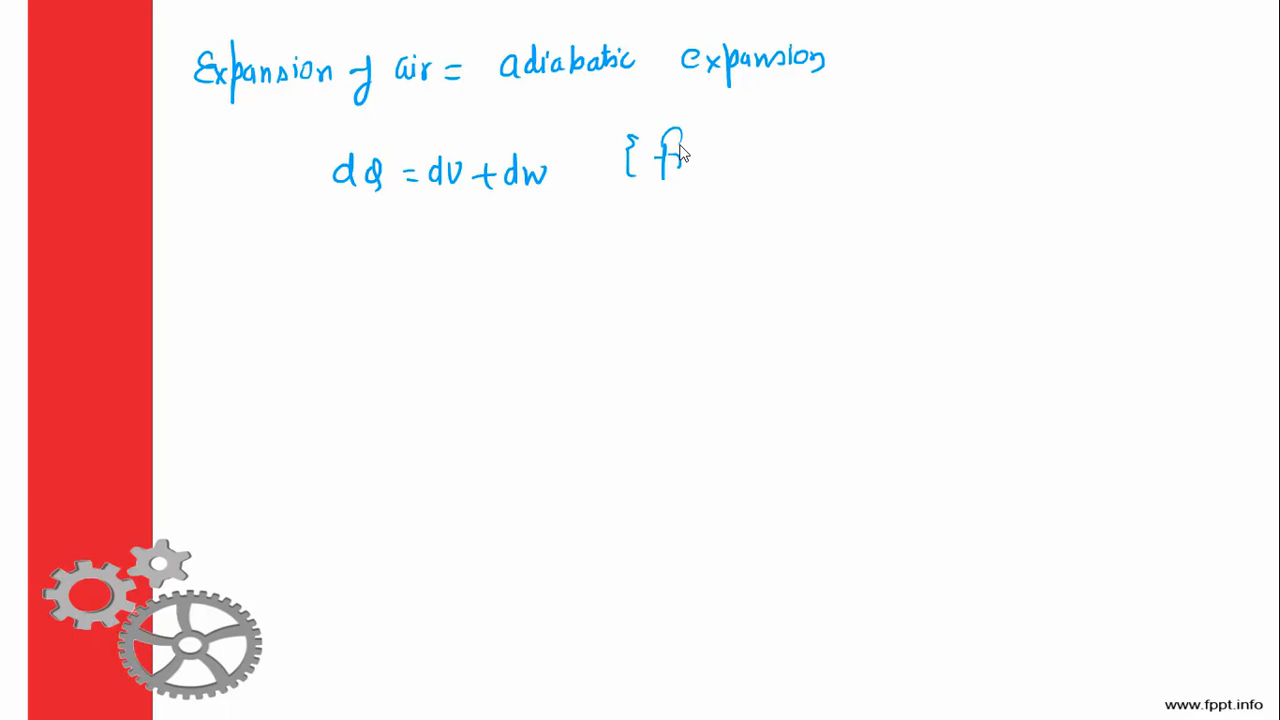 Expansion of air = adiabatic expansion
dQ = dU + dw {
www.fppt.info